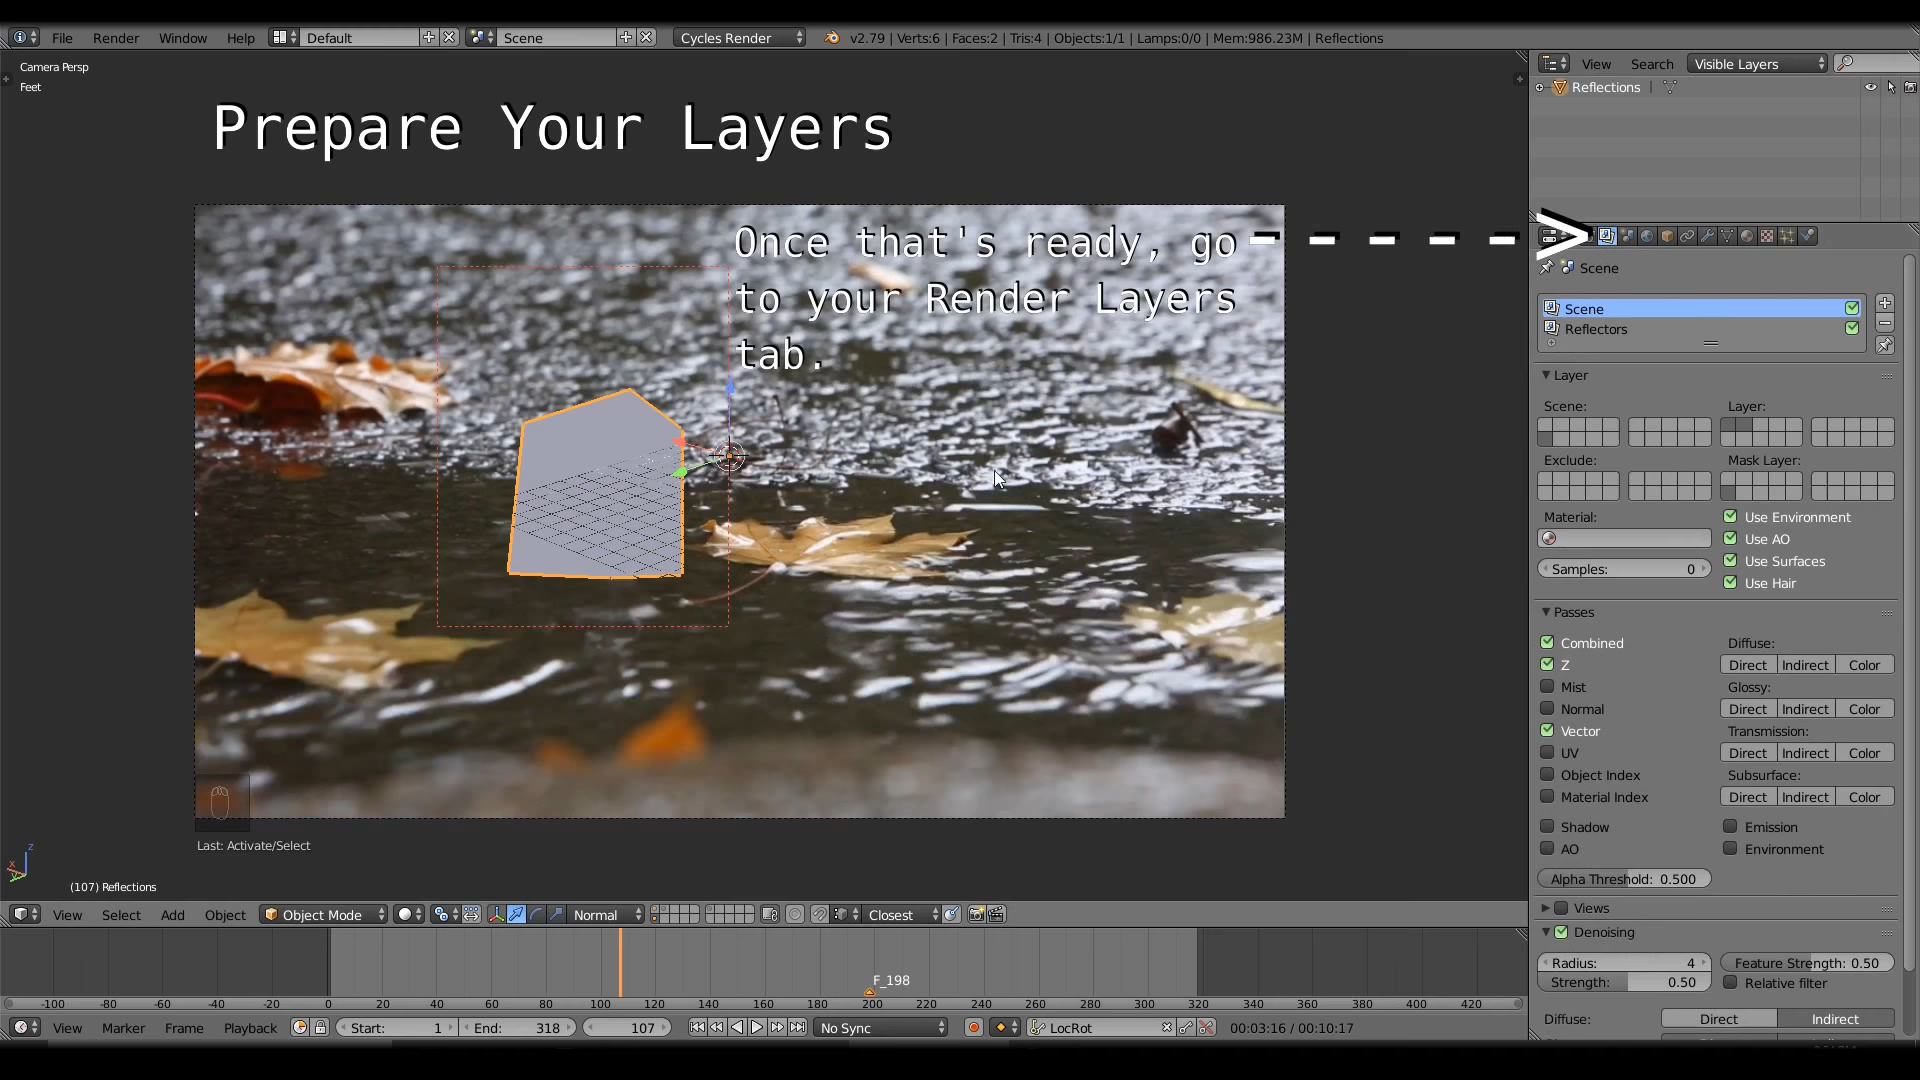 File Render Window Help Default Scene Cycles Render v2.79 | Verts:6 | Faces:2 | Tris:4 | Objects:1/1 | Lamps:0/0 | Mem:986.23M | Reflections
Camera Persp
Feet
Prepare Your Layers
Once that's ready, go
to your Render Layers
tab.
Last: Activate/Select
z
x
y
(107) Reflections
View Select Add Object Object Mode Normal Closest
F_198
-100 -80 -60 -40 -20 0 20 40 60 80 100 120 140 160 180 200 220 240 260 280 300 320 340 360 380 400 420
View Marker Frame Playback Start: 1 End: 318 107 No Sync LocRot 00:03:16 / 00:10:17
View Search Visible Layers
Reflections
Scene
Scene
Reflectors
Layer
Scene: Layer:
Exclude: Mask Layer:
Material: Use Environment
Use AO
Samples: 0 Use Surfaces
Use Hair
Passes
Combined Diffuse:
Z Direct Indirect Color
Mist Glossy:
Normal Direct Indirect Color
Vector Transmission:
UV Direct Indirect Color
Object Index Subsurface:
Material Index Direct Indirect Color
Shadow Emission
AO Environment
Alpha Threshold: 0.500
Views
Denoising
Radius: 4 Feature Strength: 0.50
Strength: 0.50 Relative filter
Diffuse: Direct Indirect